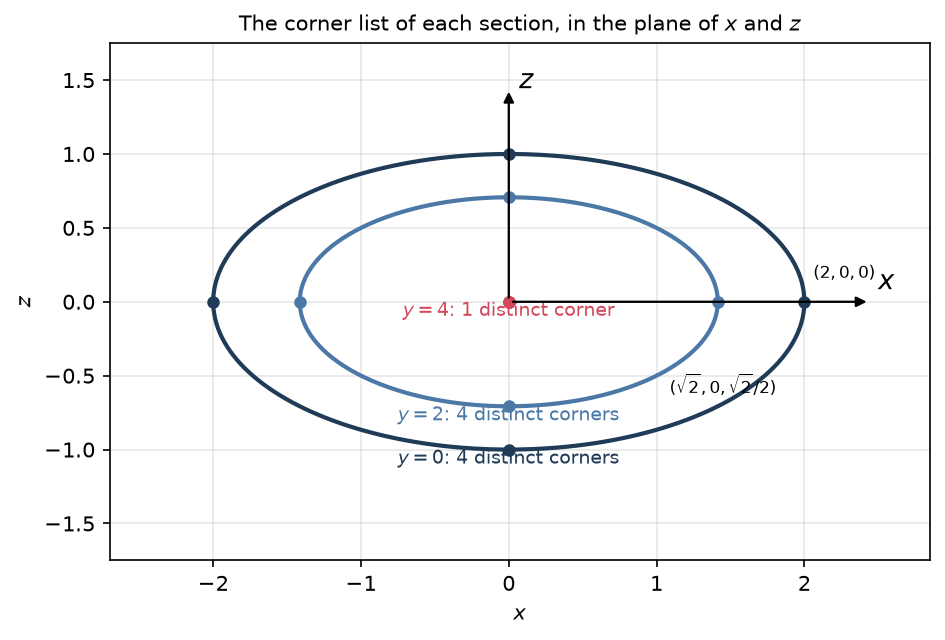 The corner list of each section, in the plane of x and z
z
1.5
1.0
0.5
0.0
−0.5
−1.0
−1.5
z
(2, 0, 0)
x
y = 4: 1 distinct corner
(√2, 0, √2/2)
y = 2: 4 distinct corners
y = 0: 4 distinct corners
−2 −1 0 1 2
x